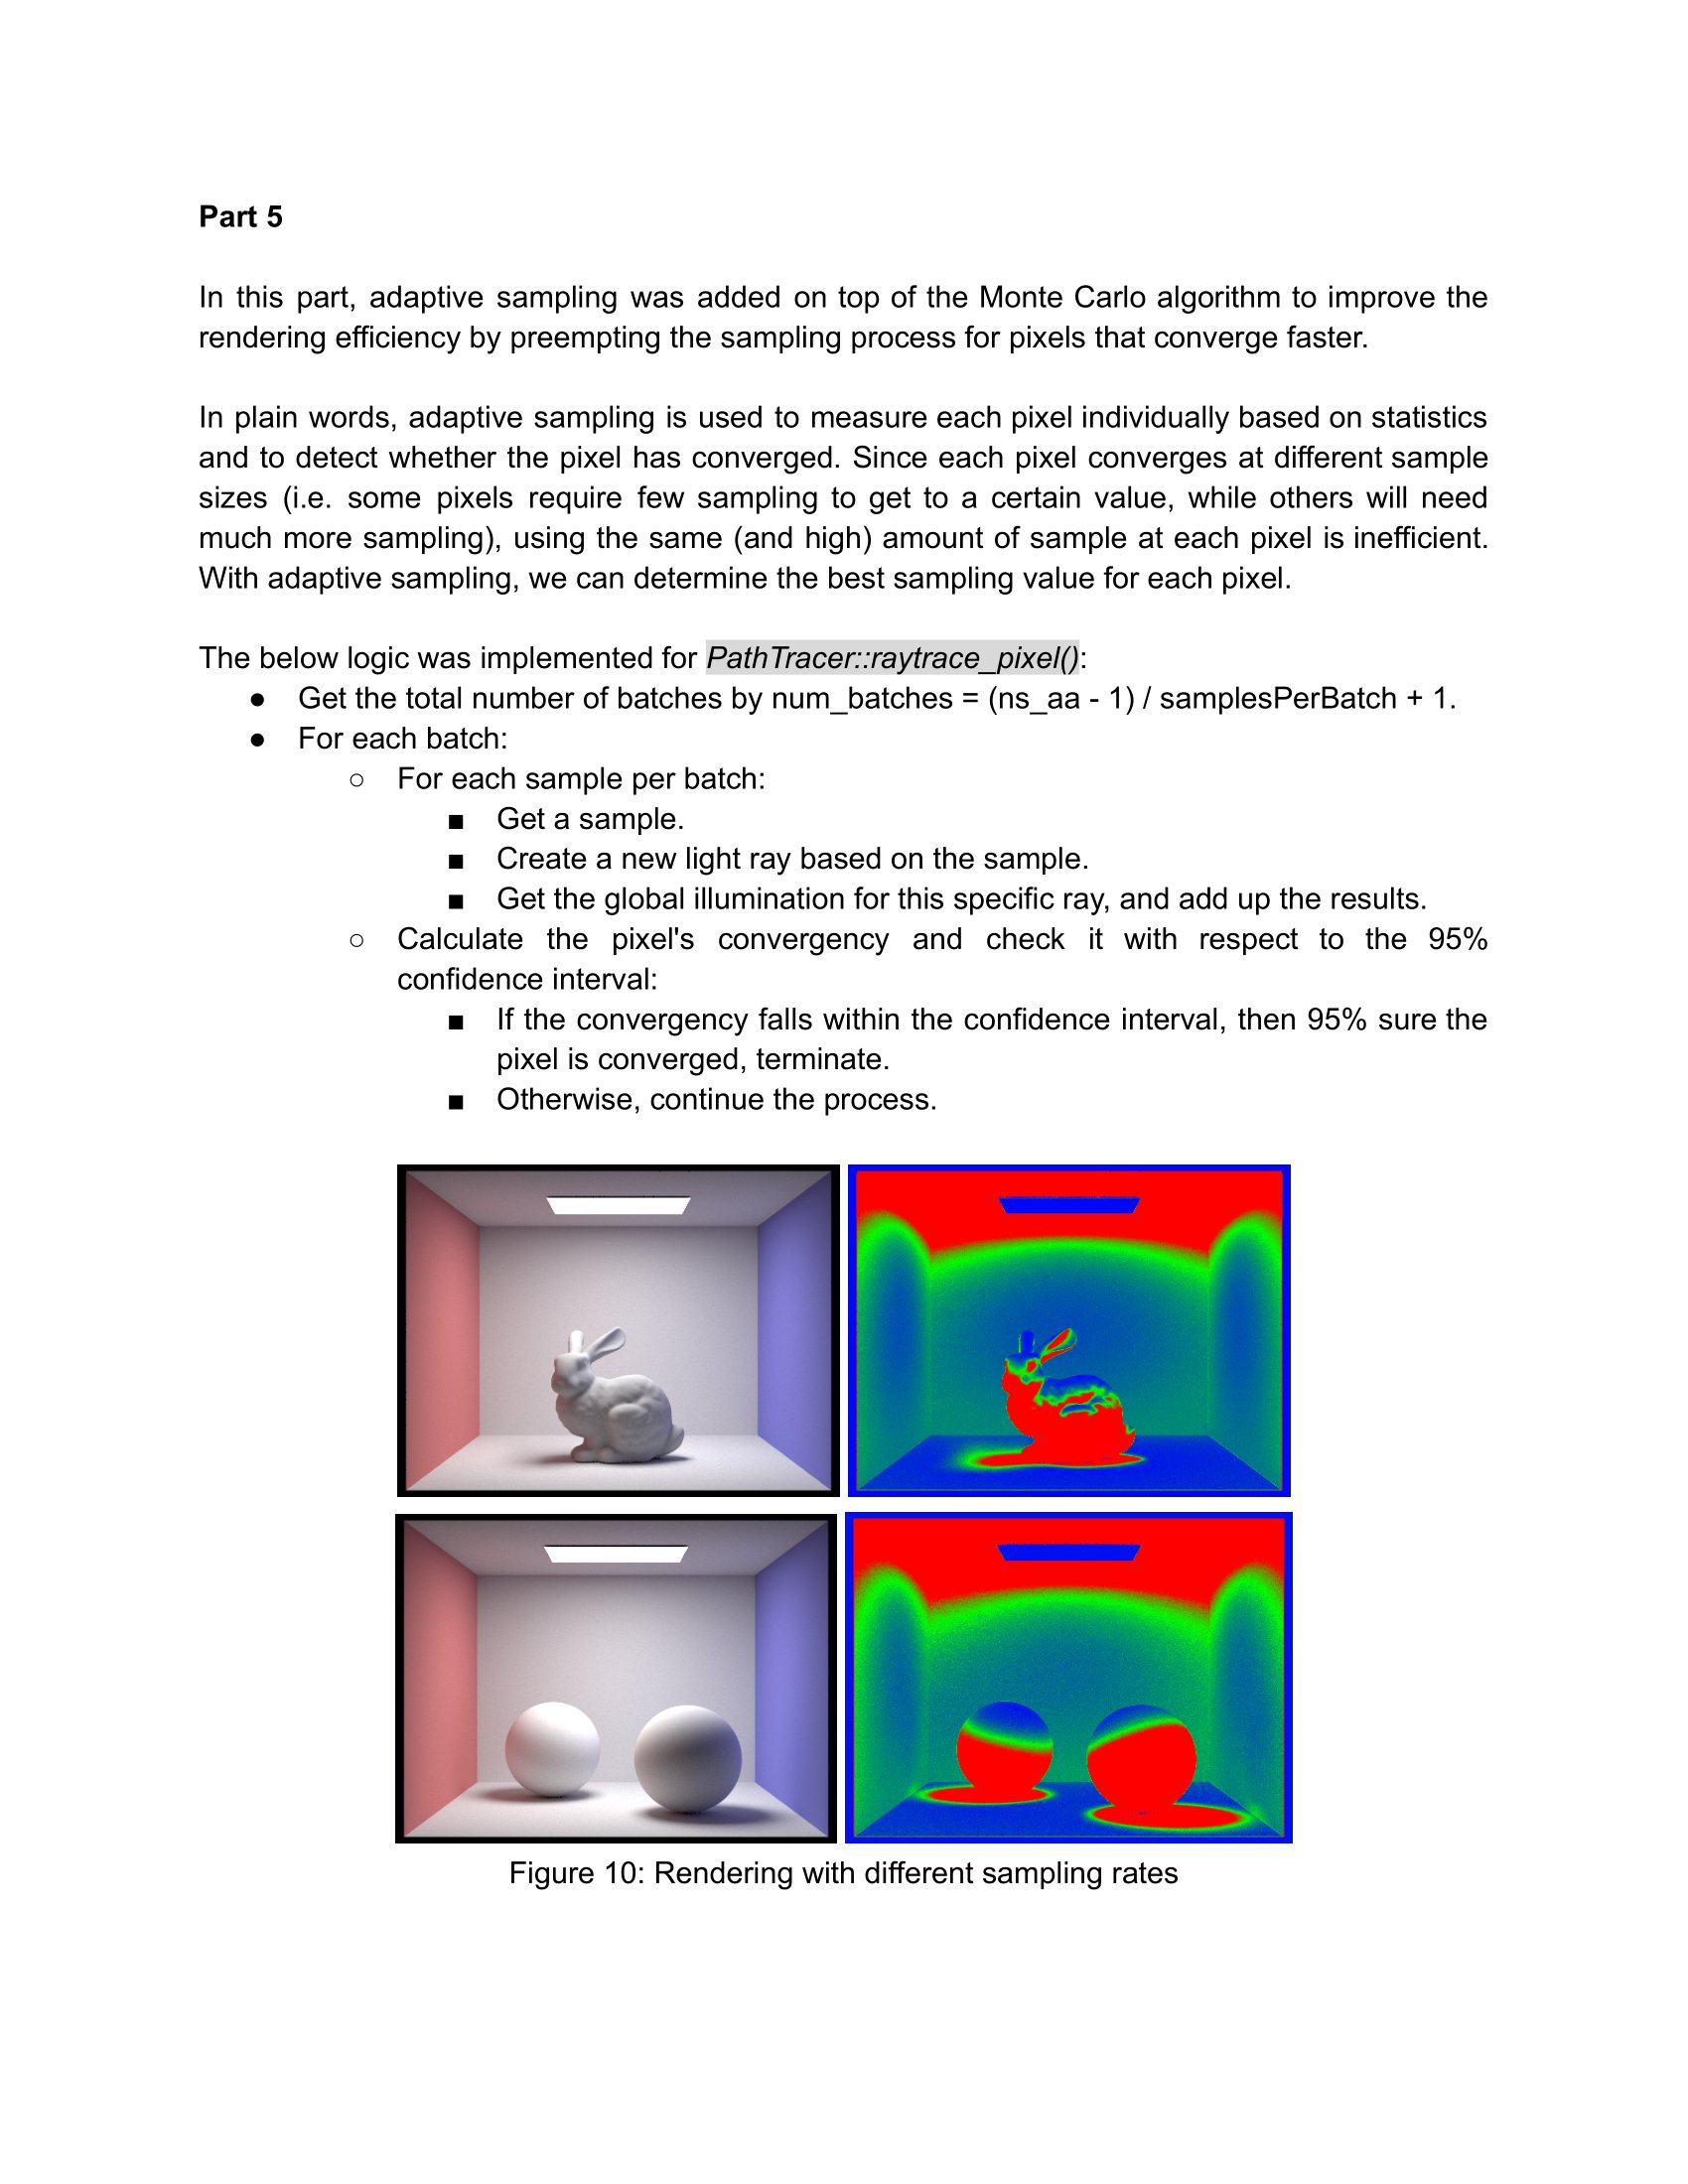 Part 5
In this part, adaptive sampling was added on top of the Monte Carlo algorithm to improve the
rendering efficiency by preempting the sampling process for pixels that converge faster.
In plain words, adaptive sampling is used to measure each pixel individually based on statistics
and to detect whether the pixel has converged. Since each pixel converges at different sample
sizes (i.e. some pixels require few sampling to get to a certain value, while others will need
much more sampling), using the same (and high) amount of sample at each pixel is inefficient.
With adaptive sampling, we can determine the best sampling value for each pixel.
The below logic was implemented for PathTracer::raytrace_pixel():
● Get the total number of batches by num_batches = (ns_aa - 1) / samplesPerBatch + 1.
● For each batch:
○ For each sample per batch:
■ Get a sample.
■ Create a new light ray based on the sample.
■ Get the global illumination for this specific ray, and add up the results.
○ Calculate the pixel's convergency and check it with respect to the 95%
confidence interval:
■ If the convergency falls within the confidence interval, then 95% sure the
pixel is converged, terminate.
■ Otherwise, continue the process.
Figure 10: Rendering with different sampling rates